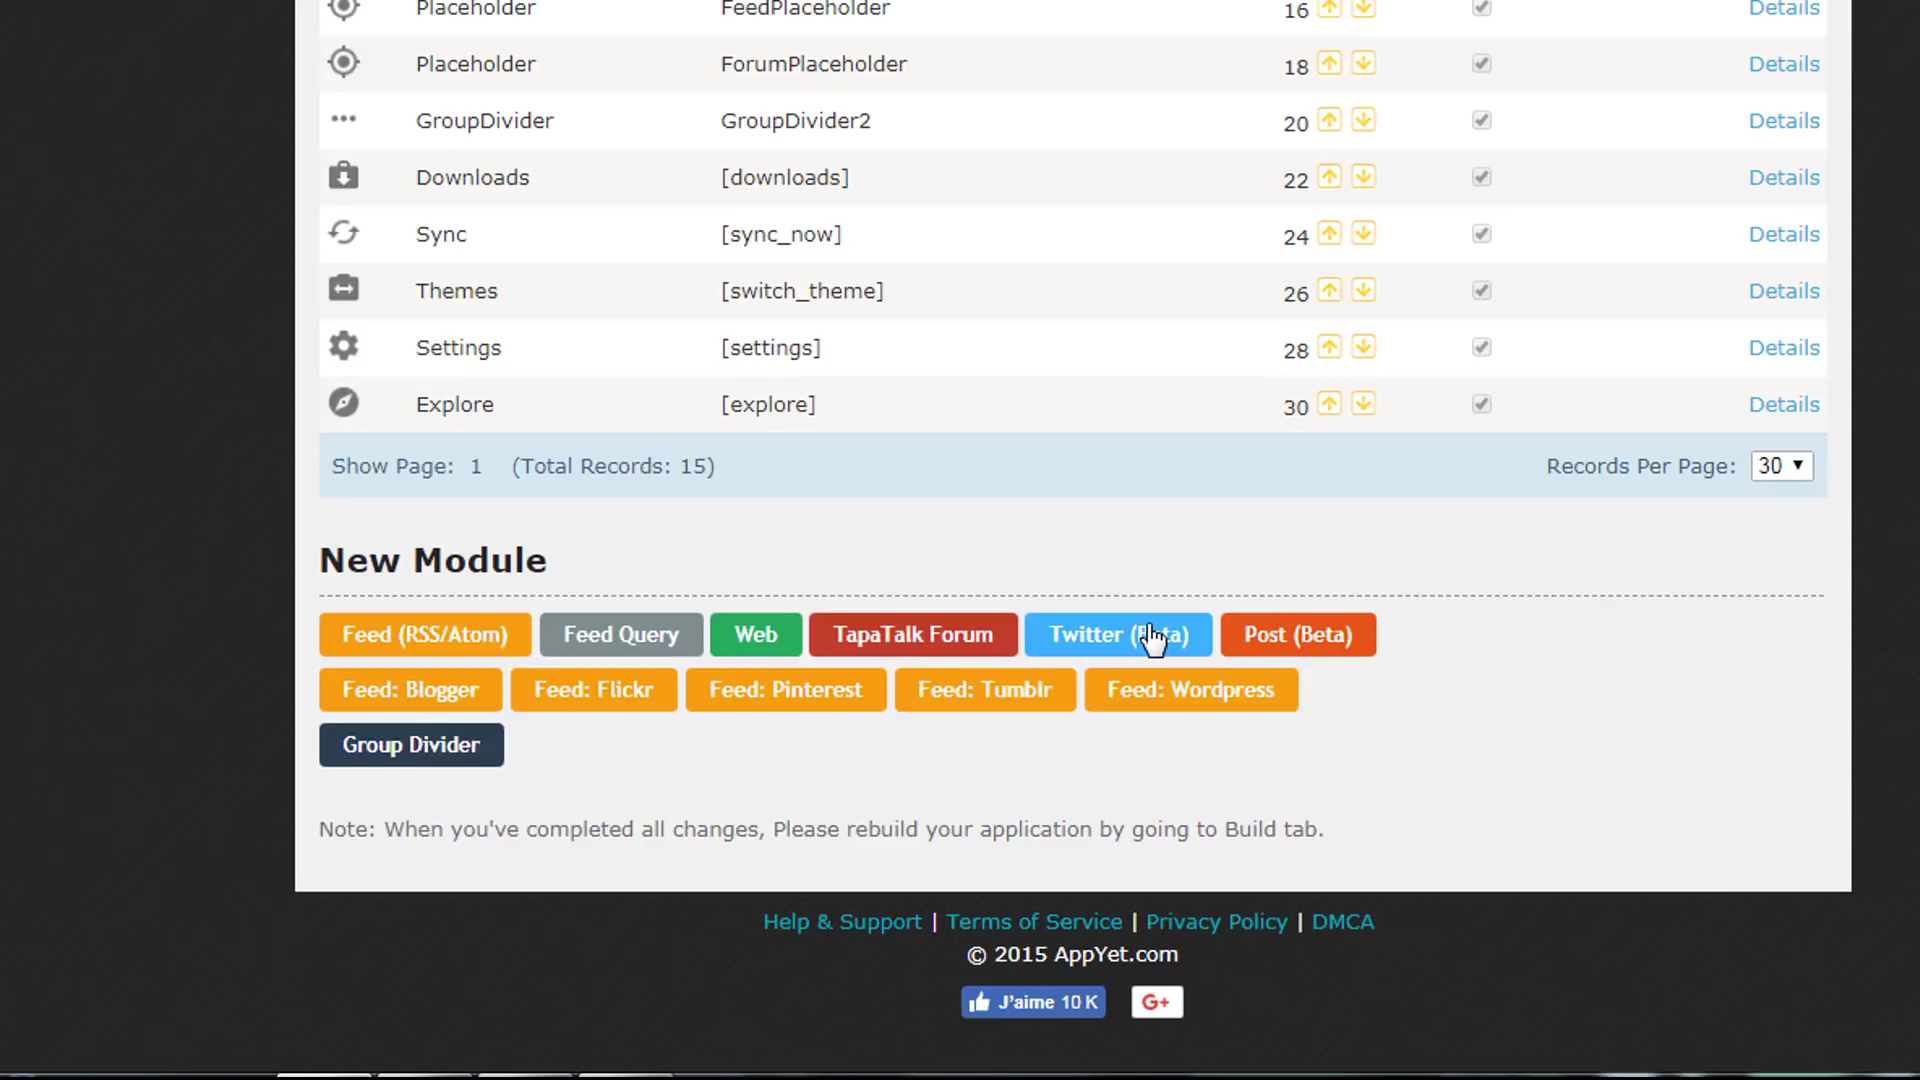 Placeholder FeedPlaceholder 16 Details
Placeholder ForumPlaceholder 18 Details
GroupDivider GroupDivider2 20 Details
Downloads [downloads] 22 Details
Sync [sync_now] 24 Details
Themes [switch_theme] 26 Details
Settings [settings] 28 Details
Explore [explore] 30 Details
Show Page: 1 (Total Records: 15) Records Per Page: 30
New Module
Feed (RSS/Atom) Feed Query Web TapaTalk Forum Twitter (Beta) Post (Beta)
Feed: Blogger Feed: Flickr Feed: Pinterest Feed: Tumblr Feed: Wordpress
Group Divider
Note: When you've completed all changes, Please rebuild your application by going to Build tab.
Help & Support | Terms of Service | Privacy Policy | DMCA
© 2015 AppYet.com
J'aime 10 K G+